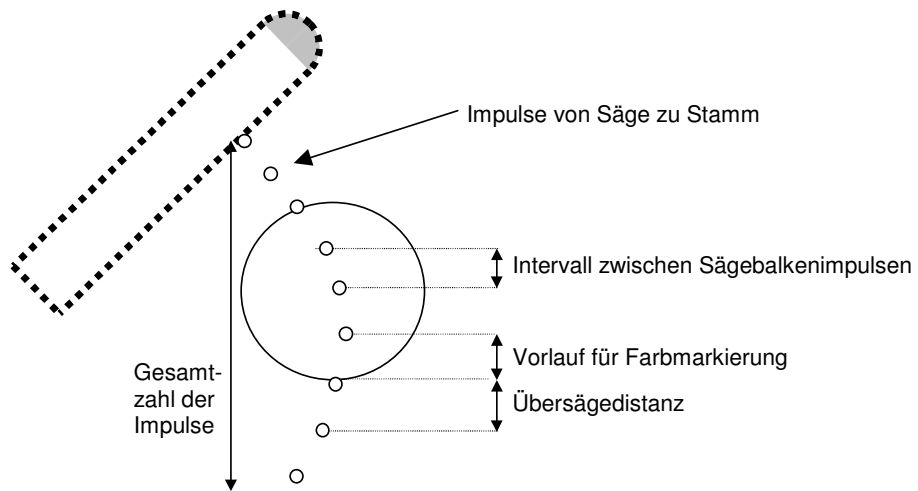 Impulse von Säge zu Stamm
Intervall zwischen Sägebalkenimpulsen
Vorlauf für Farbmarkierung
Gesamt-
zahl der
Impulse
Übersägedistanz